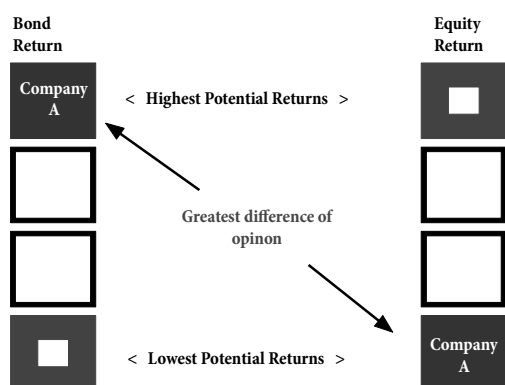 Bond
Return
Equity
Return
Company
A
< Highest Potential Returns >
Greatest difference of
opinon
< Lowest Potential Returns >
Company
A